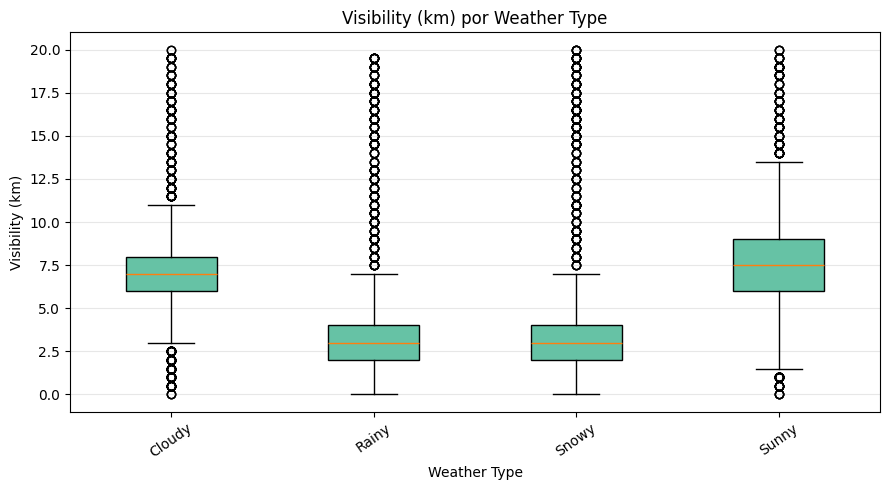 Visibility (km) por Weather Type
Visibility (km)
20.0
17.5
15.0
12.5
10.0
7.5
5.0
2.5
0.0
Cloudy
Rainy
Snowy
Sunny
Weather Type